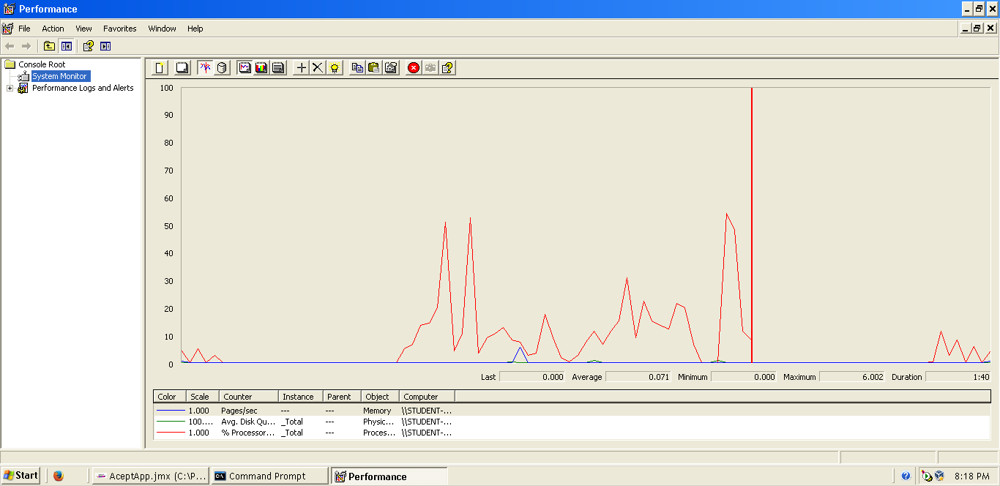 Performance
File Action View Favorites Window Help
Console Root
System Monitor
Performance Logs and Alerts
100
90
80
70
60
50
40
30
20
10
0
Last 0.000 Average 0.071 Minimum 0.000 Maximum 6.002 Duration 1:40
Color Scale Counter Instance Parent Object Computer
1.000 Pages/sec --- --- Memory \\STUDENT-...
100.... Avg. Disk Qu... _Total --- Physic... \\STUDENT-...
1.000 % Processor... _Total --- Proces... \\STUDENT-...
Start AceptApp.jmx (C:\P... Command Prompt Performance 8:18 PM